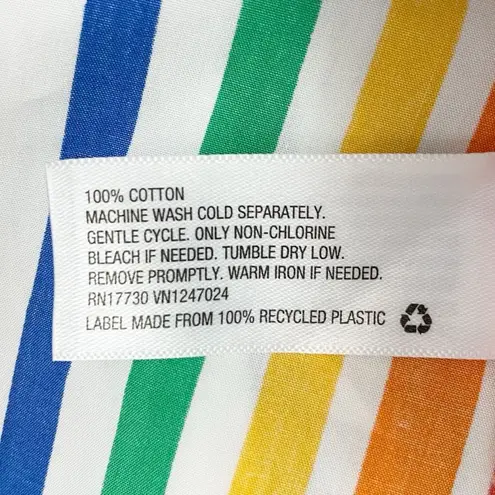 100% COTTON
MACHINE WASH COLD SEPARATELY.
GENTLE CYCLE. ONLY NON-CHLORINE
BLEACH IF NEEDED. TUMBLE DRY LOW.
REMOVE PROMPTLY. WARM IRON IF NEEDED.
RN17730 VN1247024
LABEL MADE FROM 100% RECYCLED PLASTIC